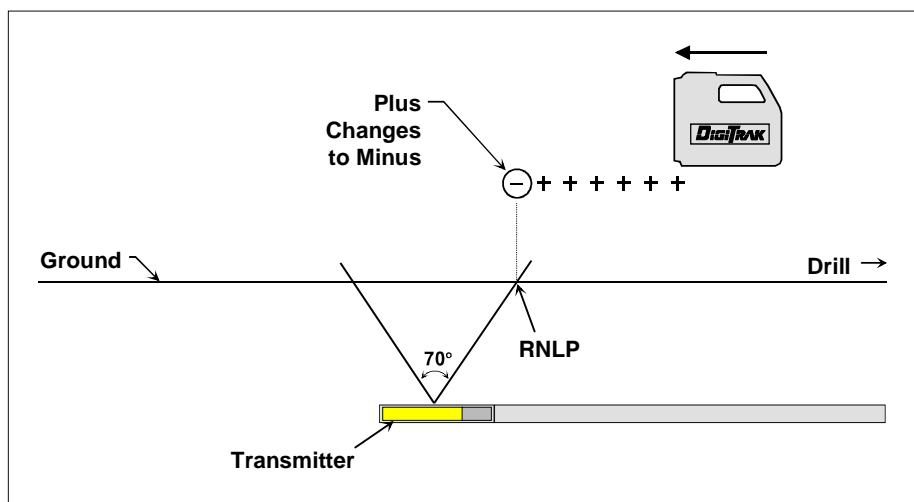 Plus
Changes
to Minus
DIGITRAK
− + + + + + +
Ground
Drill
RNLP
70°
Transmitter